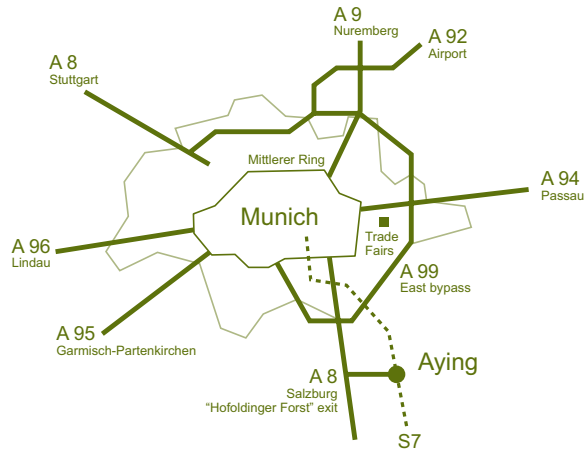 A 9
Nuremberg
A 92
Airport
A 8
Stuttgart
Mittlerer Ring
A 94
Passau
Munich
Trade
Fairs
A 96
Lindau
A 99
East bypass
A 95
Garmisch-Partenkirchen
A 8
Salzburg
“Hofoldinger Forst” exit
Aying
S7